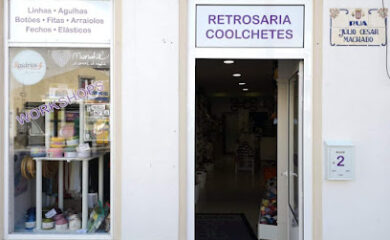 Linhas • Agulhas
Botões • Fitas • Arraiolos
Fechos • Elásticos
WORKSHOPS
RETROSARIA
COOLCHETES
RUA
JULIO CESAR
MACHADO
2